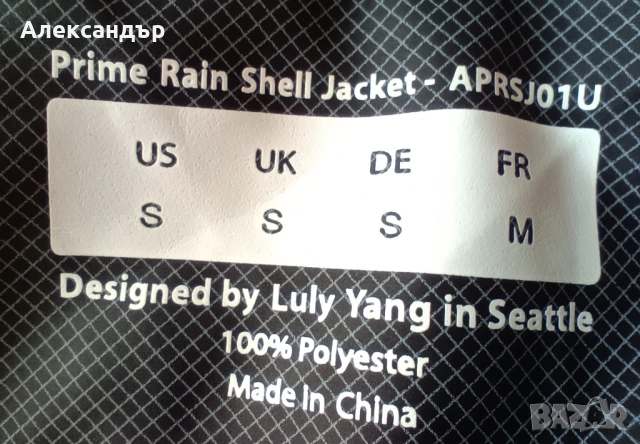 Александър
Prime Rain Shell Jacket - APRSJ01U
US UK DE FR
S S S M
Designed by Luly Yang in Seattle
100% Polyester
Made in China
BAZAR